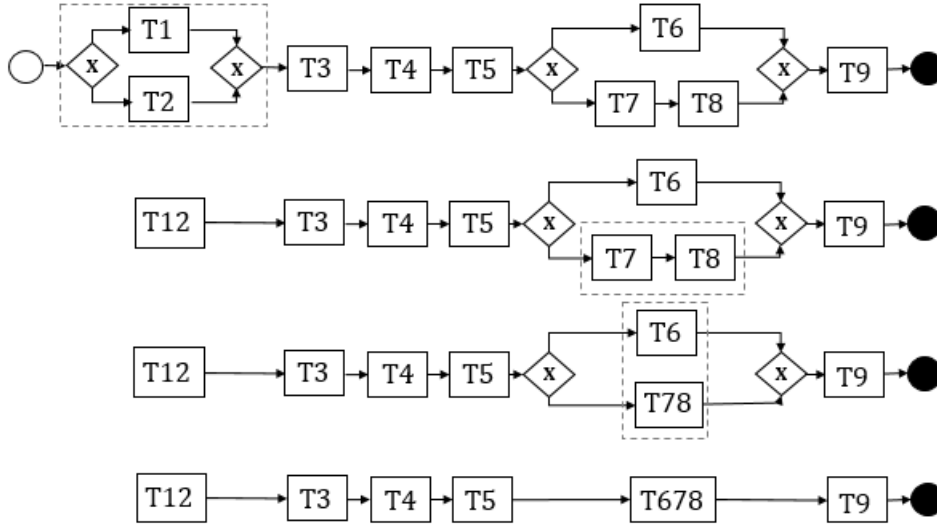 T1 T6
x x T3 T4 T5 x x T9
T2 T7 T8
T6
T12 T3 T4 T5 x x T9
T7 T8
T6
T12 T3 T4 T5 x x T9
T78
T12 T3 T4 T5 T678 T9